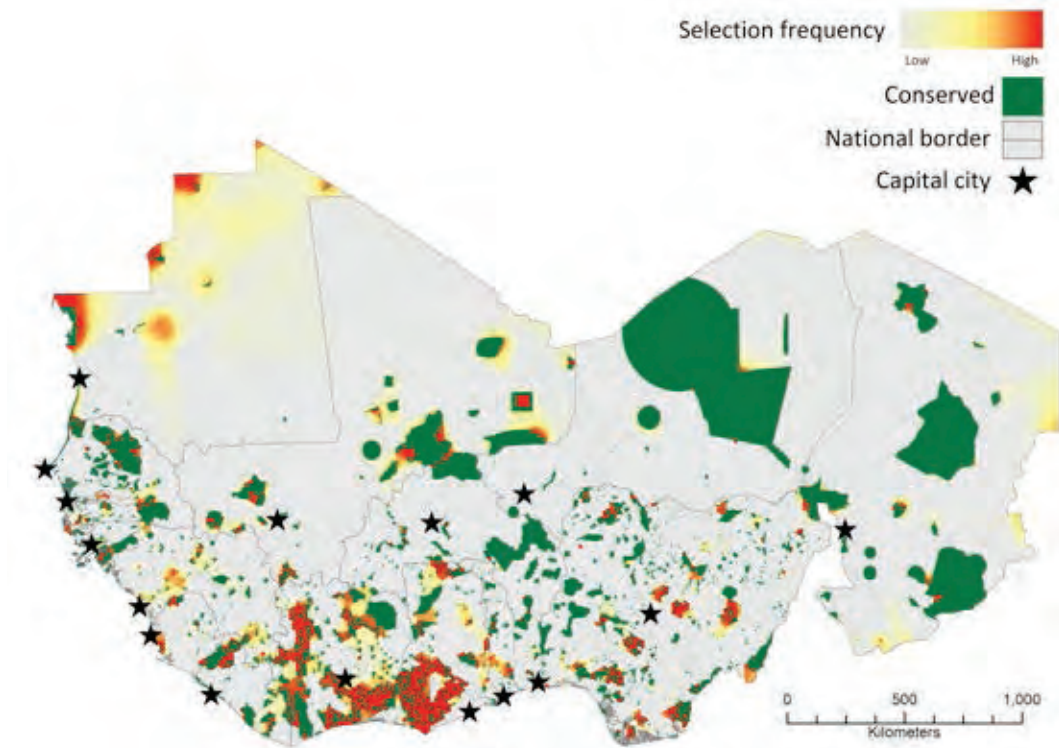 Selection frequency
Low High
Conserved
National border
Capital city
0 500 1,000
Kilometers